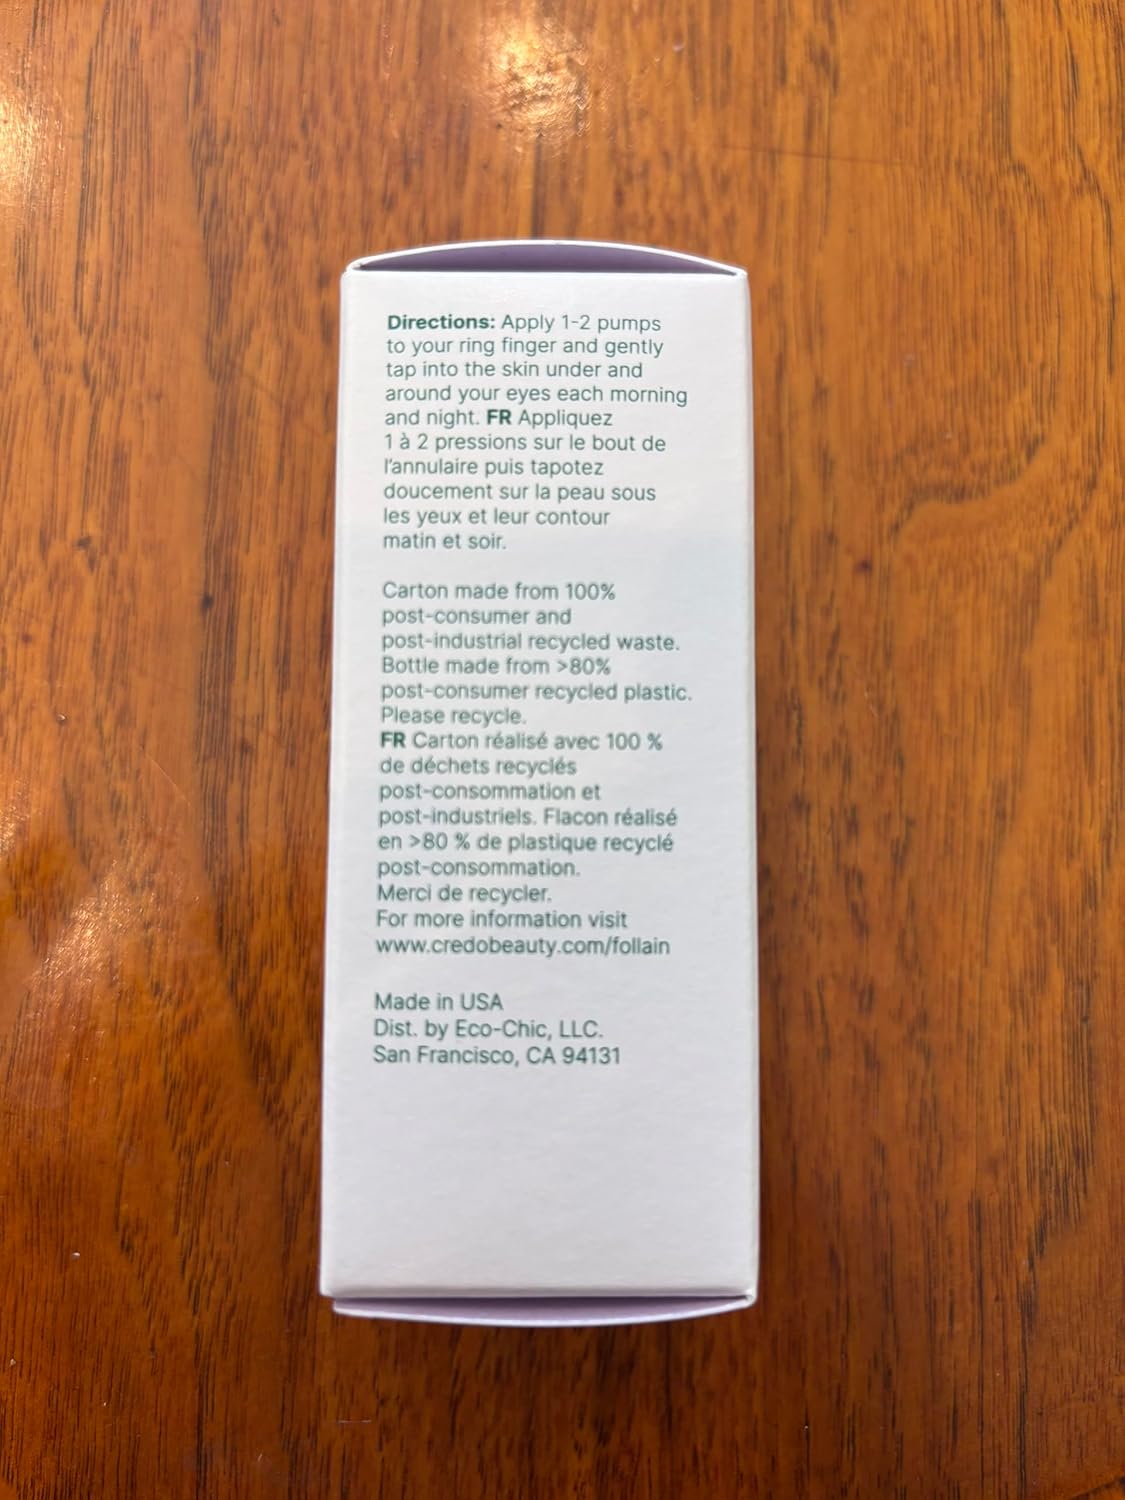 Directions: Apply 1-2 pumps
to your ring finger and gently
tap into the skin under and
around your eyes each morning
and night. FR Appliquez
1 à 2 pressions sur le bout de
l'annulaire puis tapotez
doucement sur la peau sous
les yeux et leur contour
matin et soir.
Carton made from 100%
post-consumer and
post-industrial recycled waste.
Bottle made from >80%
post-consumer recycled plastic.
Please recycle.
FR Carton réalisé avec 100 %
de déchets recyclés
post-consommation et
post-industriels. Flacon réalisé
en >80 % de plastique recyclé
post-consommation.
Merci de recycler.
For more information visit
www.credobeauty.com/follain
Made in USA
Dist. by Eco-Chic, LLC.
San Francisco, CA 94131